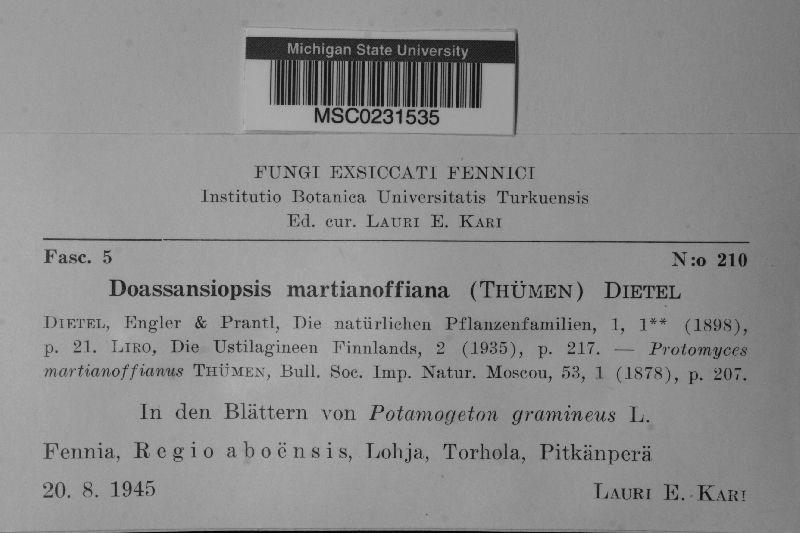 Michigan State University
MSC0231535
FUNGI EXSICCATI FENNICI
Institutio Botanica Universitatis Turkuensis
Ed. cur. LAURI E. KARI
Fasc. 5 N:o 210
Doassansiopsis martianoffiana (THÜMEN) DIETEL
DIETEL, Engler & Prantl, Die natürlichen Pflanzenfamilien, 1, 1** (1898),
p. 21. LIRO, Die Ustilagineen Finnlands, 2 (1935), p. 217. — Protomyces
martianoffianus THÜMEN, Bull. Soc. Imp. Natur. Moscou, 53, 1 (1878), p. 207.
In den Blättern von Potamogeton gramineus L.
Fennia, Regio aboënsis, Lohja, Torhola, Pitkänperä
20. 8. 1945 LAURI E. KARI